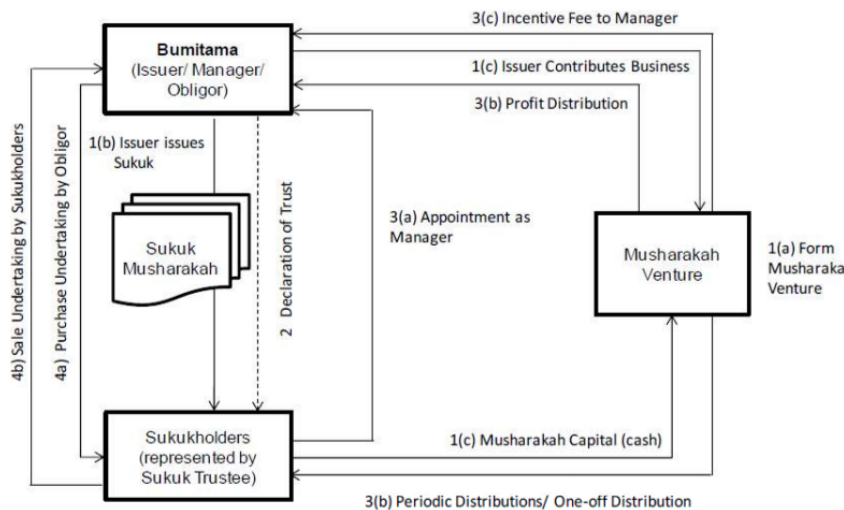 3(c) Incentive Fee to Manager
Bumitama
(Issuer/ Manager/
Obligor)
1(c) Issuer Contributes Business
3(b) Profit Distribution
1(b) Issuer issues
Sukuk
4b) Sale Undertaking by Sukukholders
4a) Purchase Undertaking by Obligor
Sukuk
Musharakah
2 Declaration of Trust
3(a) Appointment as
Manager
Musharakah
Venture
1(a) Form
Musharaka
Venture
Sukukholders
(represented by
Sukuk Trustee)
1(c) Musharakah Capital (cash)
3(b) Periodic Distributions/ One-off Distribution